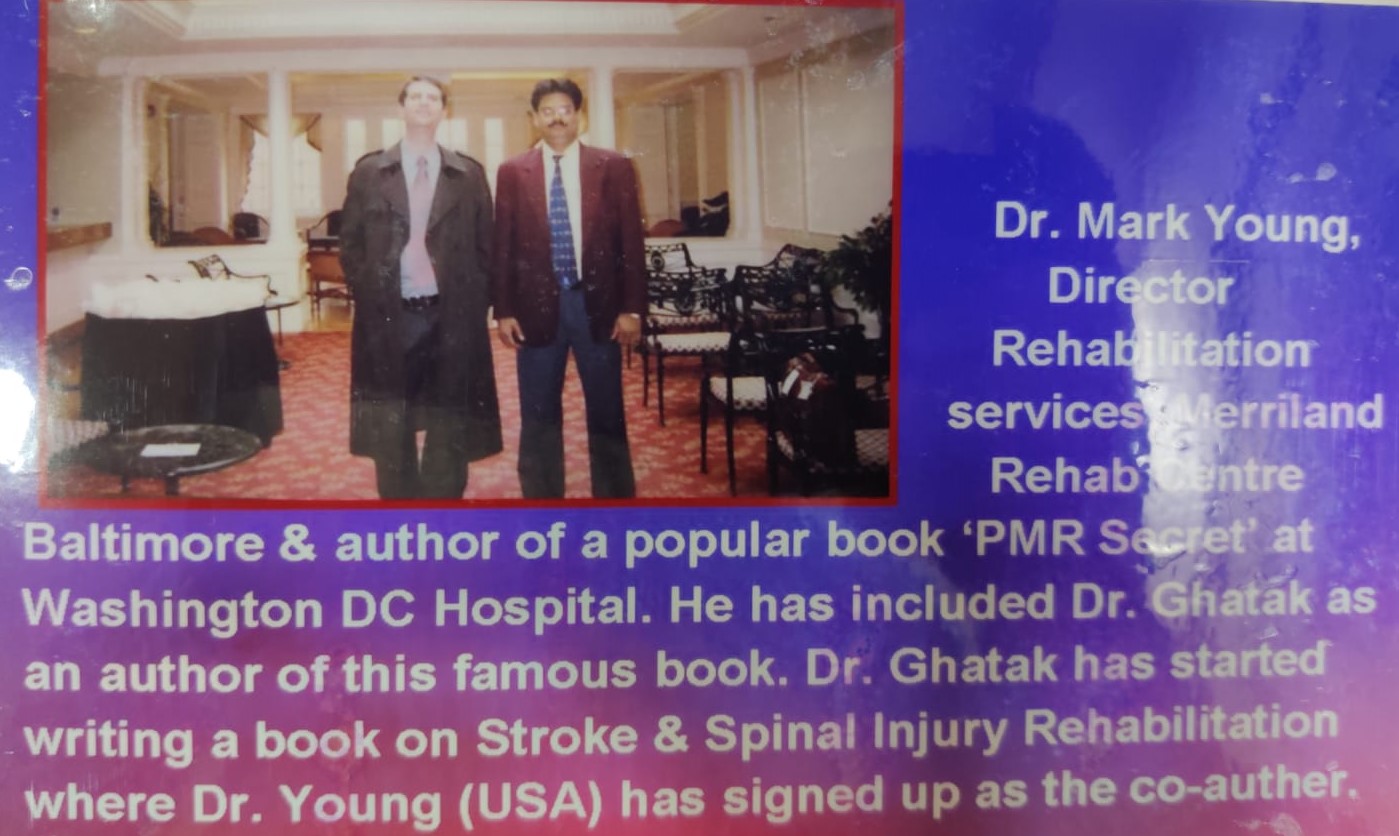 Dr. Mark Young,
Director
Rehabilitation
services, Merriland
Rehab Centre
Baltimore & author of a popular book ‘PMR Secret’ at
Washington DC Hospital. He has included Dr. Ghatak as
an author of this famous book. Dr. Ghatak has started
writing a book on Stroke & Spinal Injury Rehabilitation
where Dr. Young (USA) has signed up as the co-auther.